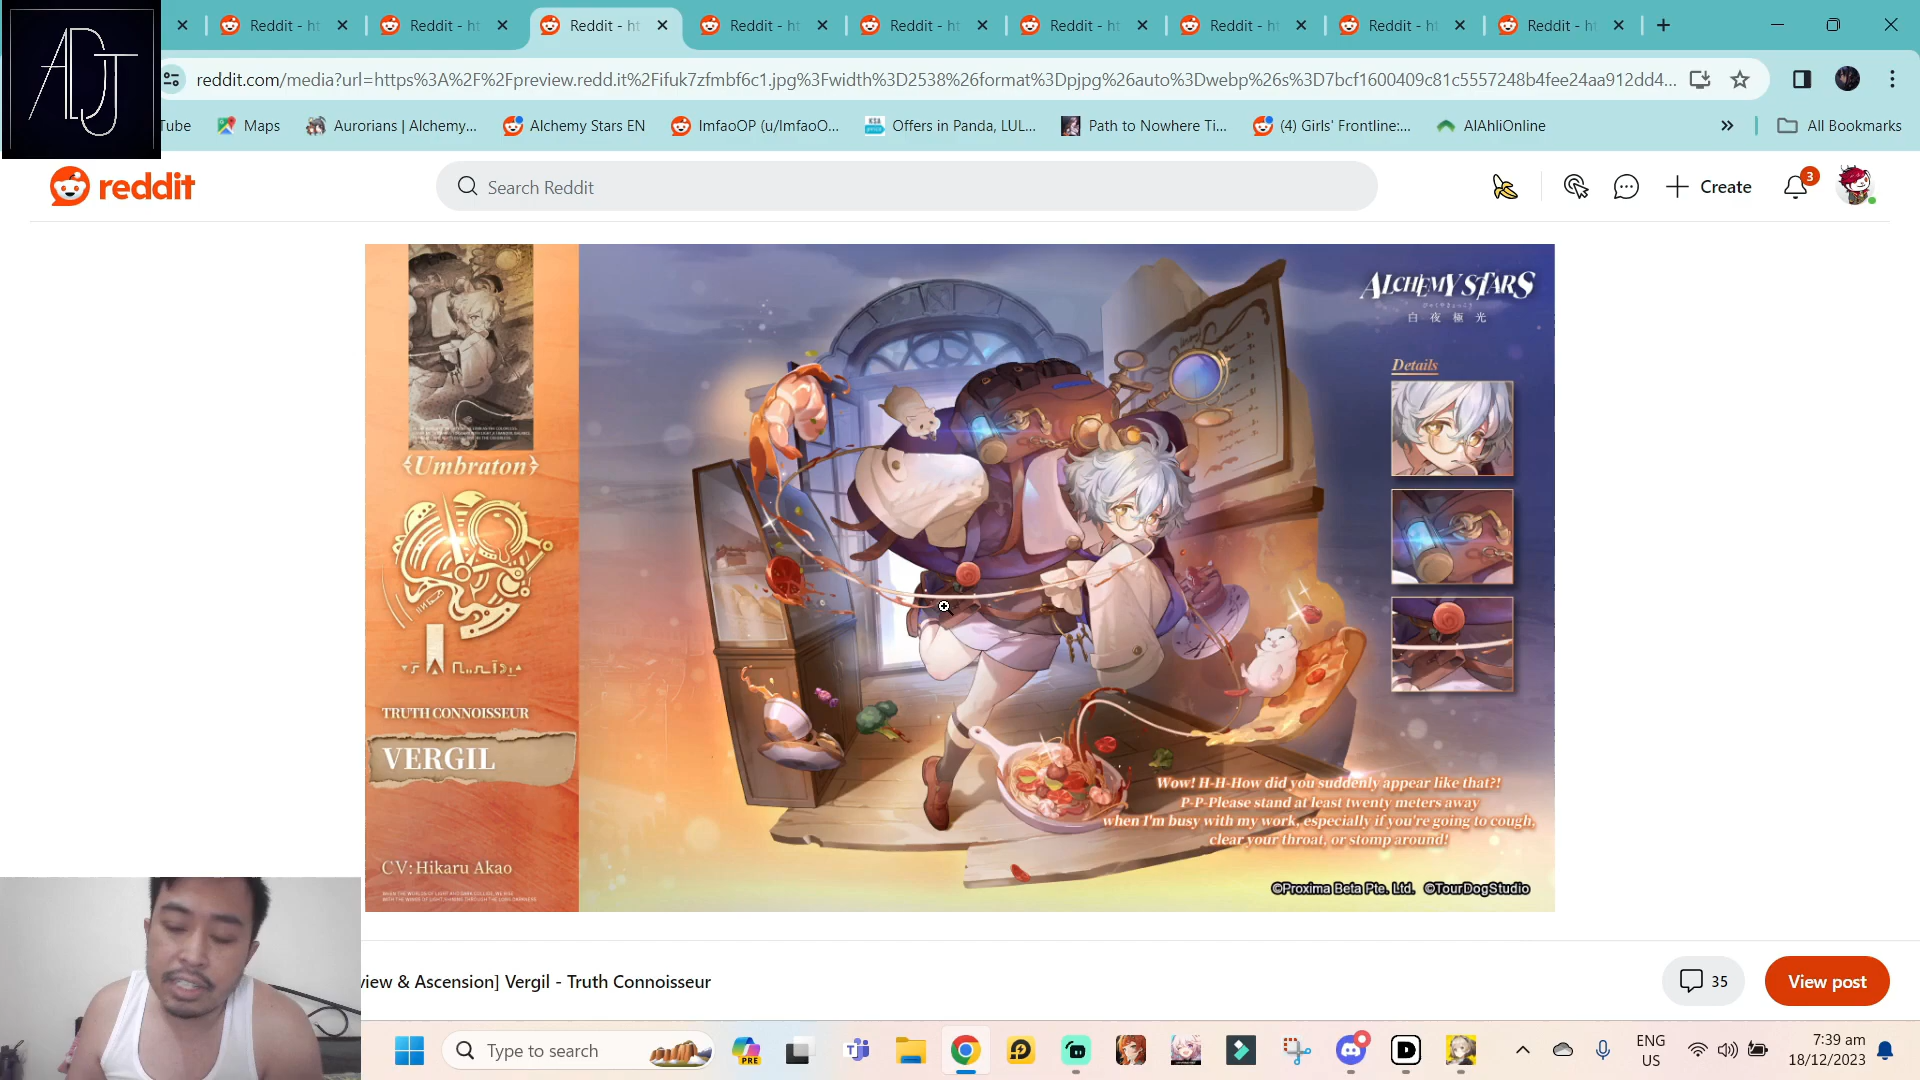 ADJT
Reddit - ht
Reddit - ht
Reddit - ht
Reddit - ht
Reddit - ht
Reddit - ht
Reddit - ht
Reddit - ht
Reddit - ht
reddit.com/media?url=https%3A%2F%2Fpreview.redd.it%2Fifuk7zfmbf6c1.jpg%3Fwidth%3D2538%26format%3Dpjpg%26auto%3Dwebp%26s%3D7bcf1600409c81c5557248b4fee24aa912dd4...
Tube
Maps
Aurorians | Alchemy...
Alchemy Stars EN
ImfaoOP (u/ImfaoO...
Offers in Panda, LUL...
Path to Nowhere Ti...
(4) Girls' Frontline:...
AlAhliOnline
All Bookmarks
reddit
Search Reddit
Create
3
ALCHEMY STARS
白夜極光
Details
Umbraton
TRUTH CONNOISSEUR
VERGIL
CV:Hikaru Akao
Wow! H-H-How did you suddenly appear like that?!
P-P-Please stand at least twenty meters away
when I'm busy with my work, especially if you're going to cough,
clear your throat, or stomp around!
©Proxima Beta Pte. Ltd. ©TourDogStudio
view & Ascension] Vergil - Truth Connoisseur
35
View post
Type to search
PRE
ENG
US
7:39 am
18/12/2023